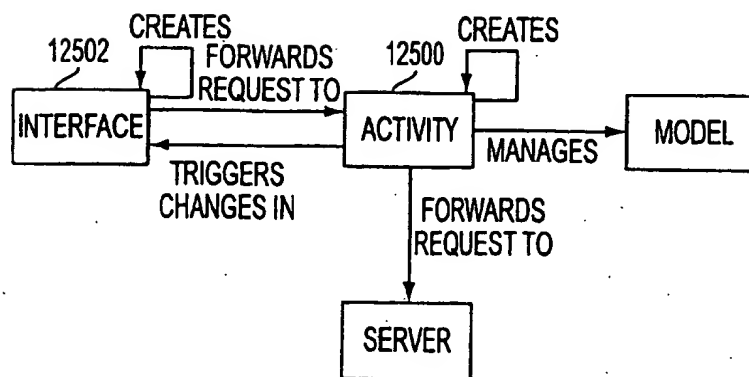 CREATES
12502
FORWARDS
REQUEST TO
INTERFACE
TRIGGERS
CHANGES IN
CREATES
12500
ACTIVITY
MANAGES
MODEL
FORWARDS
REQUEST TO
SERVER